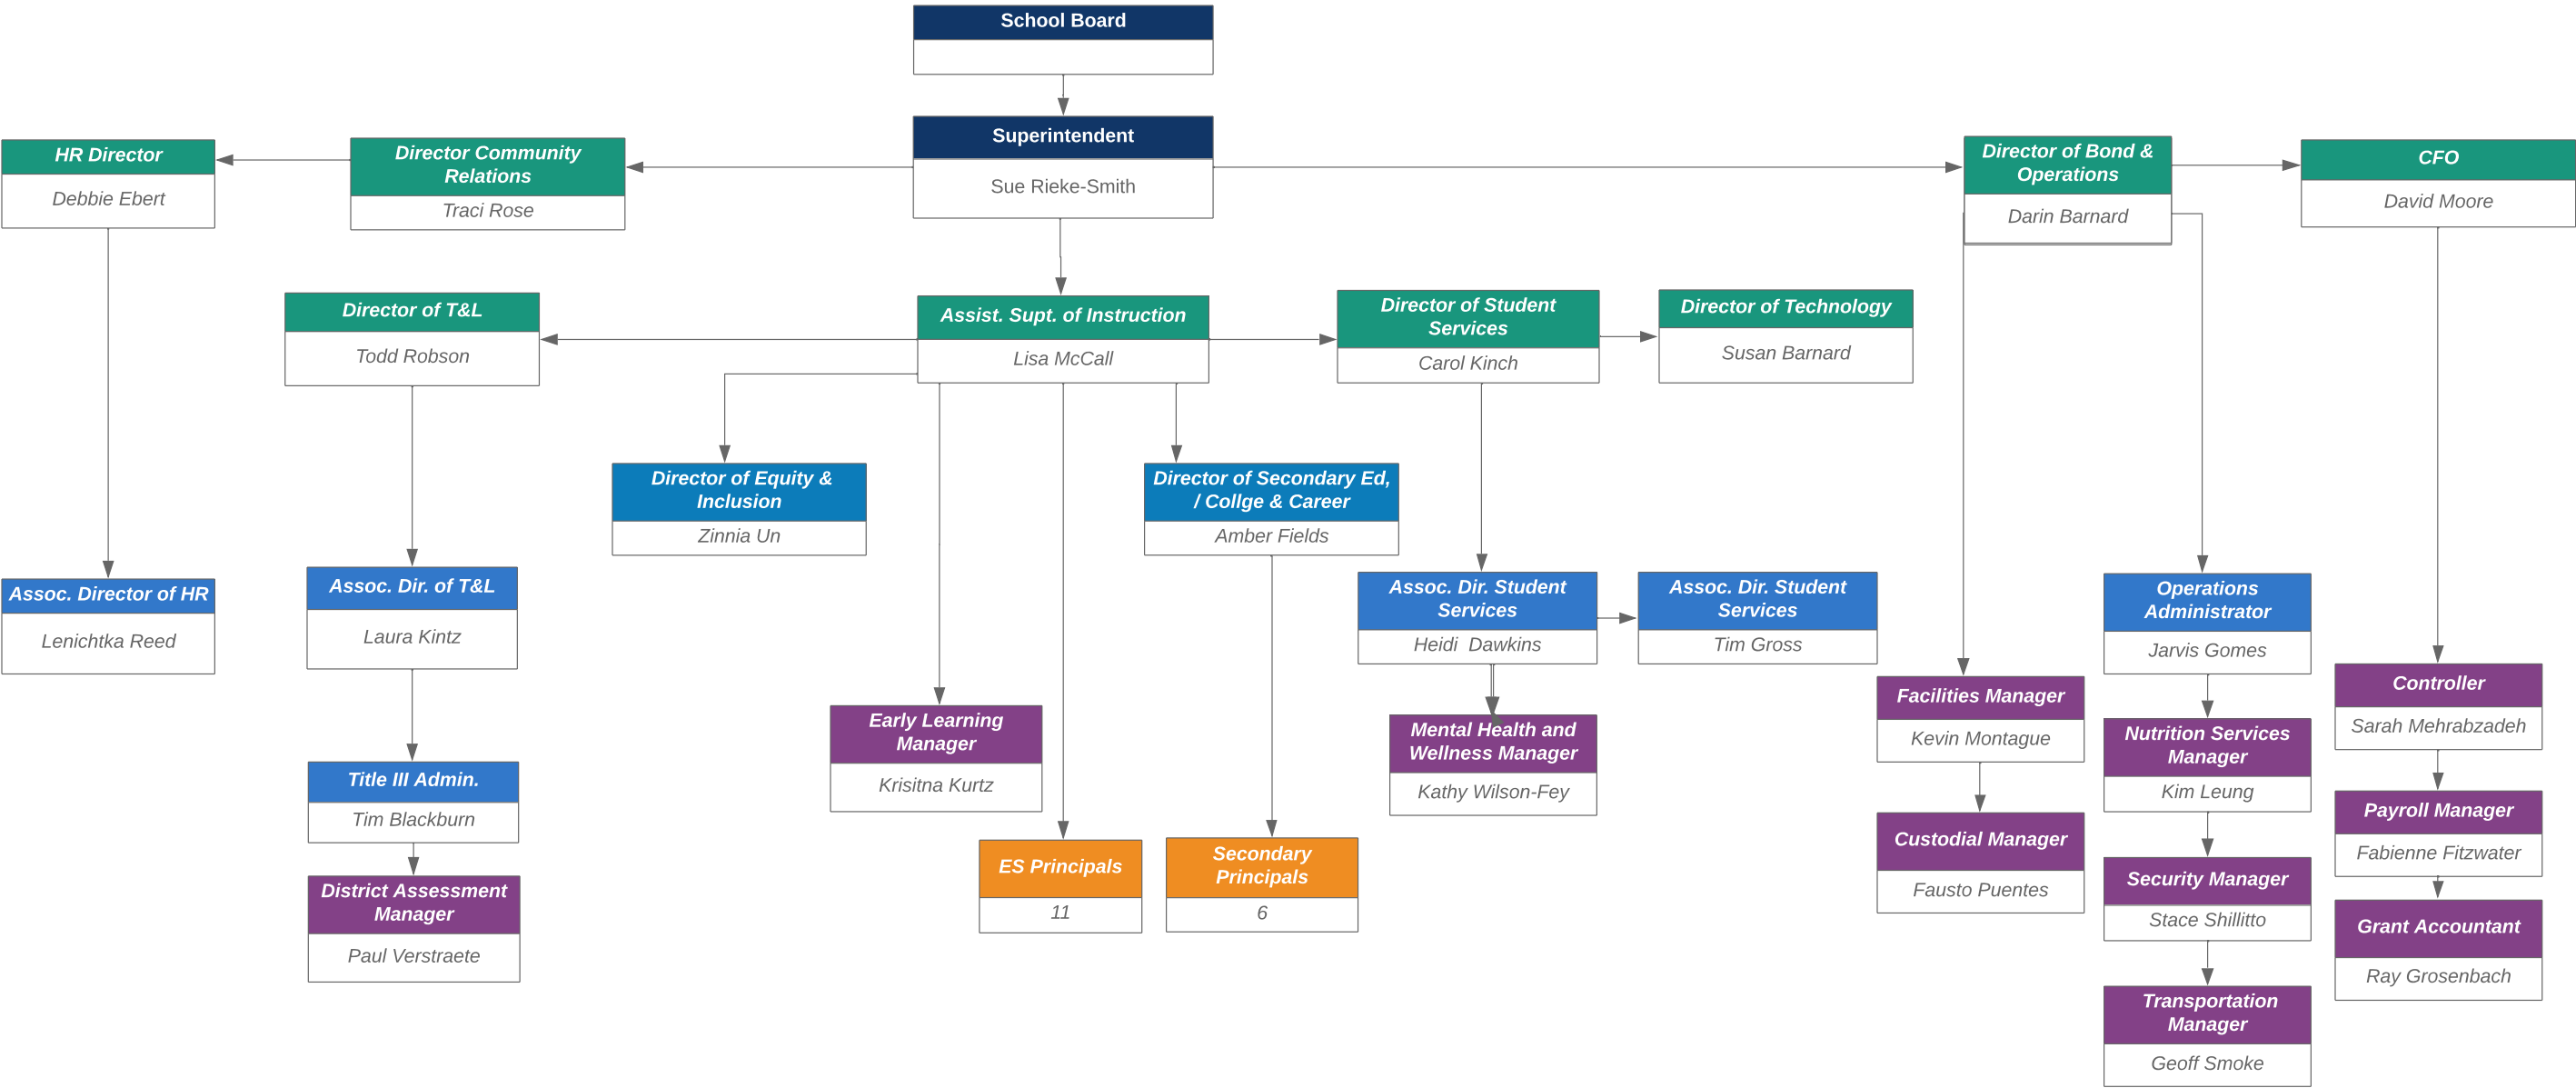 School Board
Superintendent
Sue Rieke-Smith
HR Director
Debbie Ebert
Director Community
Relations
Traci Rose
Director of Bond &
Operations
Darin Barnard
CFO
David Moore
Director of T&L
Todd Robson
Assist. Supt. of Instruction
Lisa McCall
Director of Student
Services
Carol Kinch
Director of Technology
Susan Barnard
Director of Equity &
Inclusion
Zinnia Un
Director of Secondary Ed,
/ Collge & Career
Amber Fields
Assoc. Director of HR
Lenichtka Reed
Assoc. Dir. of T&L
Laura Kintz
Assoc. Dir. Student
Services
Heidi  Dawkins
Assoc. Dir. Student
Services
Tim Gross
Operations
Administrator
Jarvis Gomes
Facilities Manager
Kevin Montague
Controller
Sarah Mehrabzadeh
Early Learning
Manager
Krisitna Kurtz
Mental Health and
Wellness Manager
Kathy Wilson-Fey
Nutrition Services
Manager
Kim Leung
Title III Admin.
Tim Blackburn
Payroll Manager
Fabienne Fitzwater
Custodial Manager
Fausto Puentes
ES Principals
11
Secondary
Principals
6
Security Manager
Stace Shillitto
District Assessment
Manager
Paul Verstraete
Grant Accountant
Ray Grosenbach
Transportation
Manager
Geoff Smoke